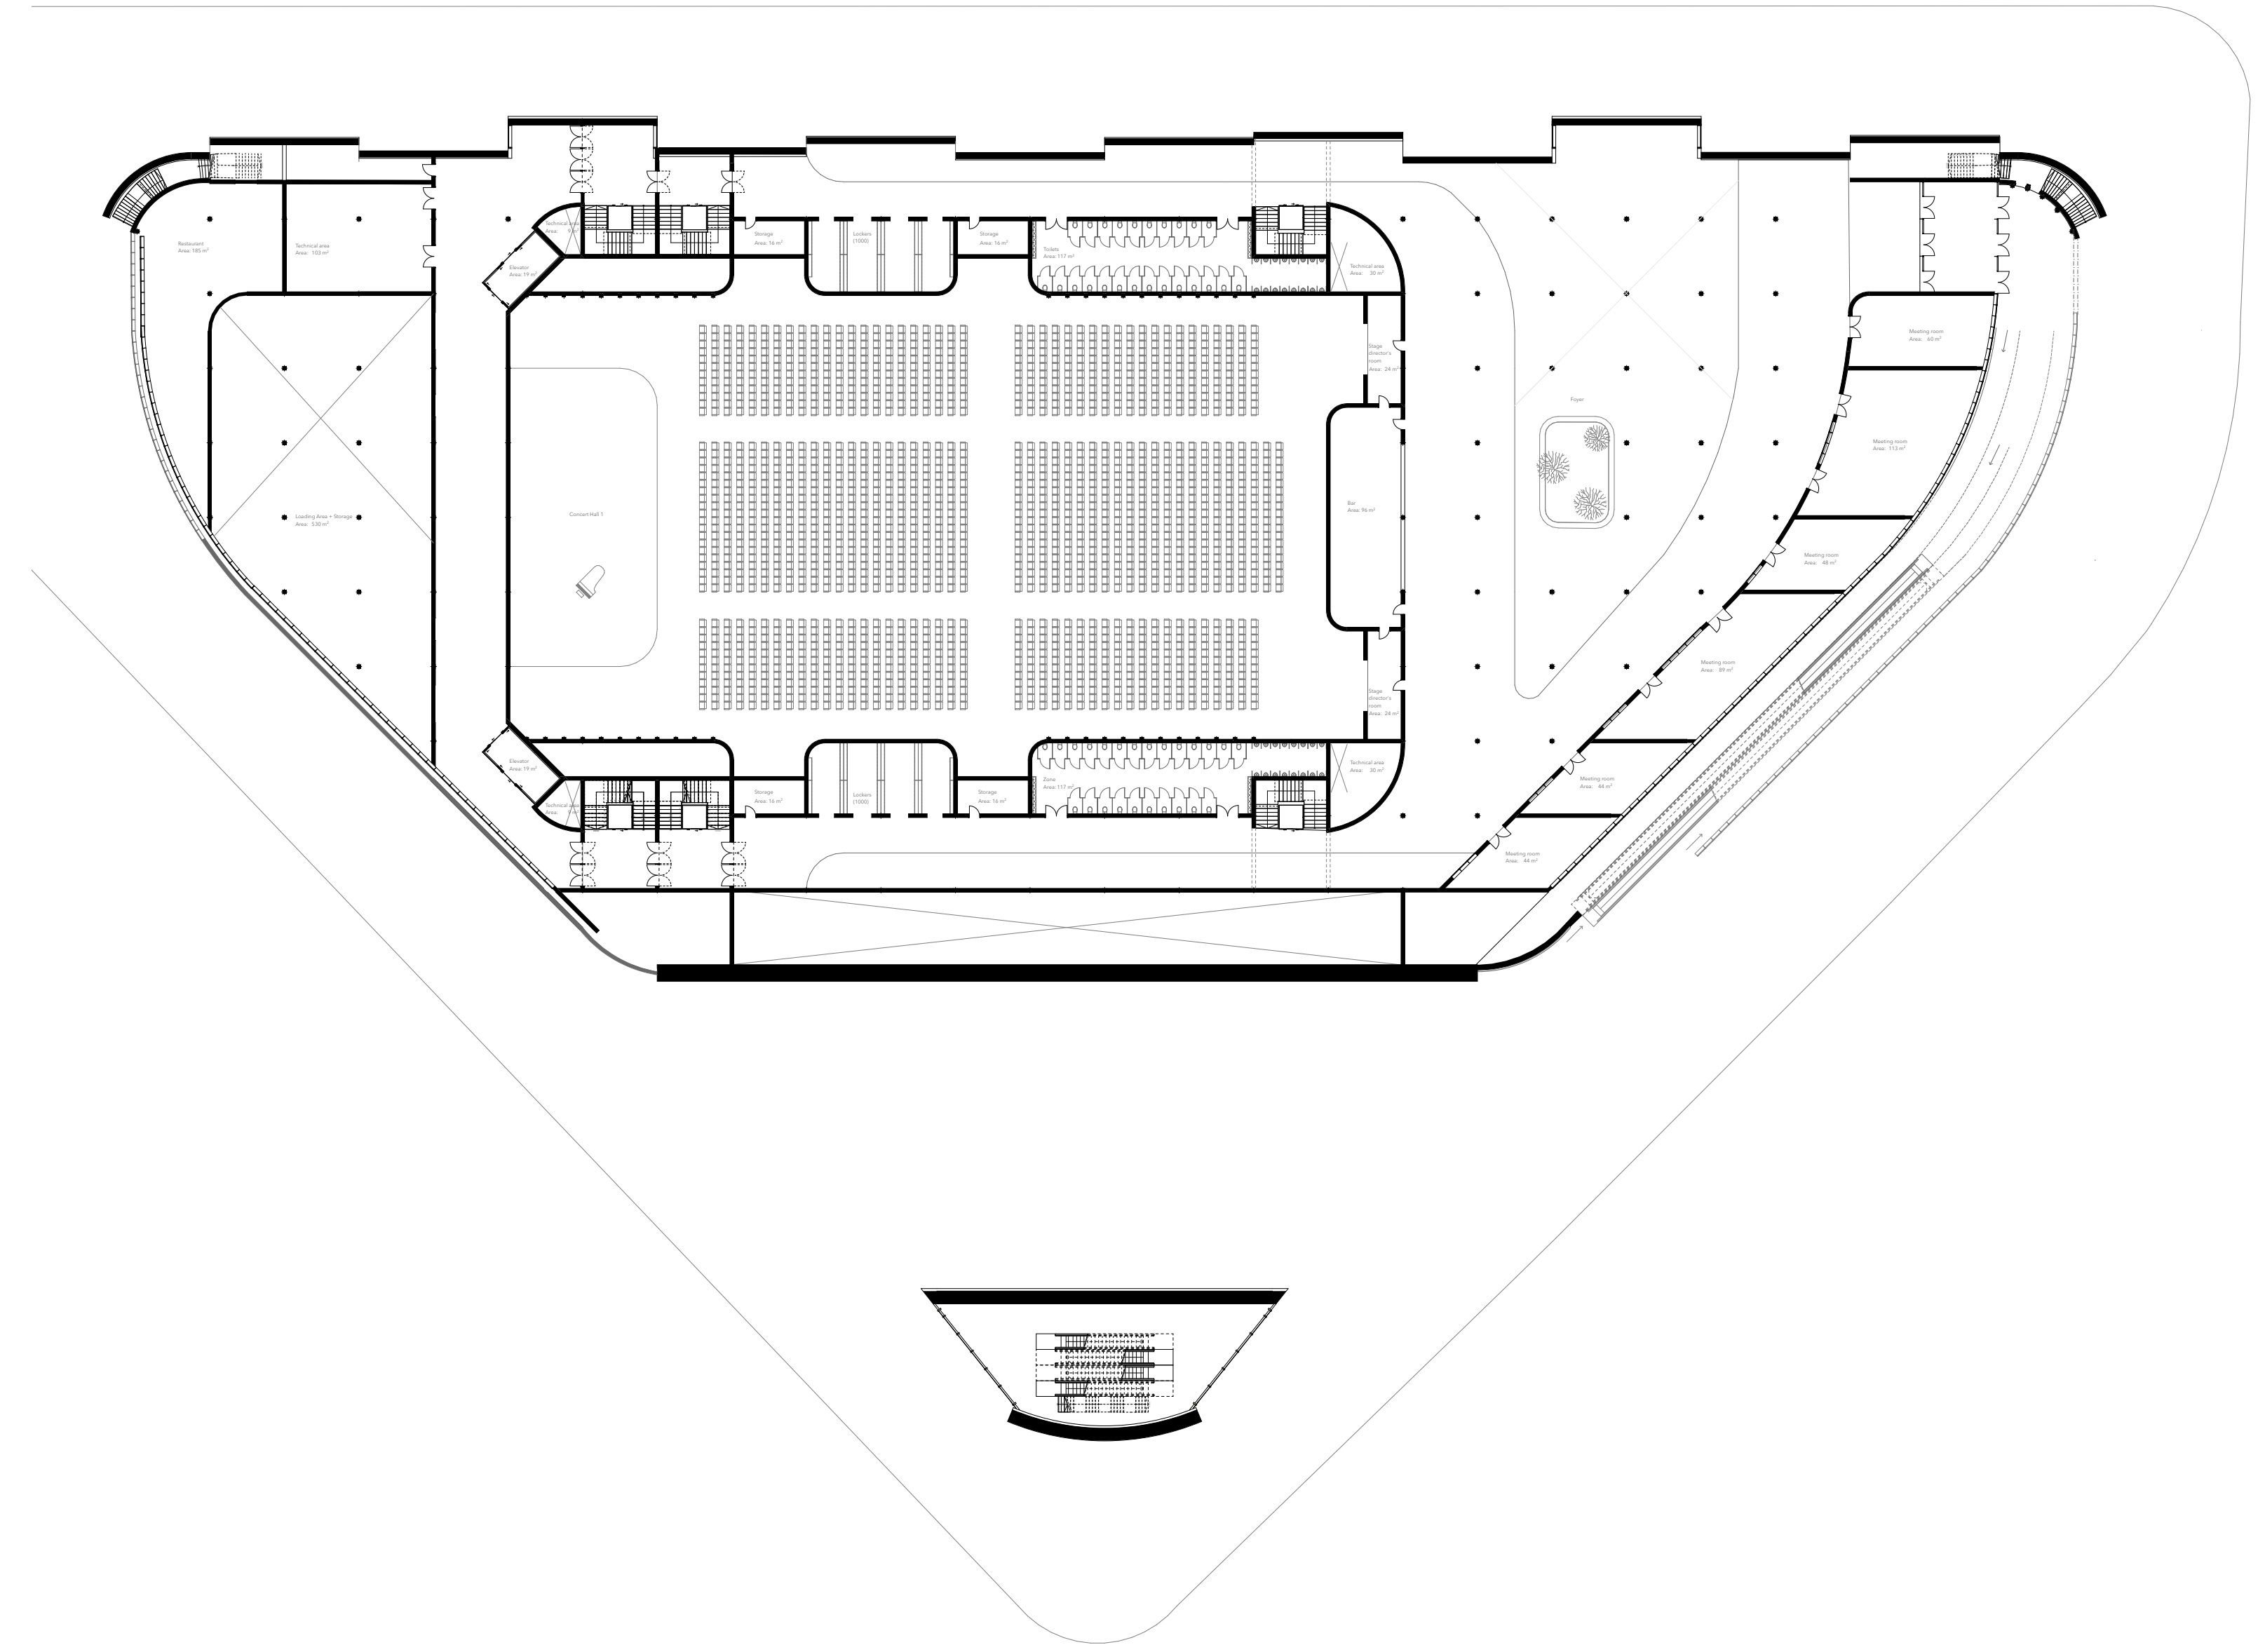 Restaurant
Area: 185 m²
Technical area
Area: 103 m²
Technical area
Area: 9 m²
Elevator
Area: 19 m²
Storage
Area: 16 m²
Lockers
(1000)
Storage
Area: 16 m²
Toilets
Area: 117 m²
Technical area
Area: 30 m²
Stage
director's
room
Area: 24 m²
Foyer
Meeting room
Area: 60 m²
Meeting room
Area: 113 m²
Loading Area + Storage
Area: 530 m²
Concert Hall 1
Bar
Area: 96 m²
Meeting room
Area: 48 m²
Meeting room
Area: 89 m²
Stage
director's
room
Area: 24 m²
Elevator
Area: 19 m²
Technical area
Area: 9 m²
Storage
Area: 16 m²
Lockers
(1000)
Storage
Area: 16 m²
Zone
Area: 117 m²
Technical area
Area: 30 m²
Meeting room
Area: 44 m²
Meeting room
Area: 44 m²